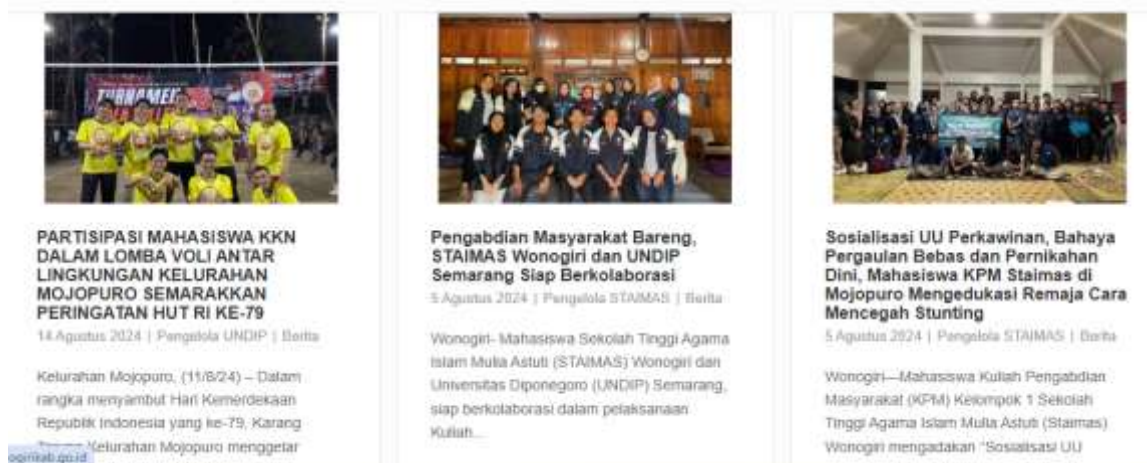 TURNAMEN
PARTISIPASI MAHASISWA KKN
DALAM LOMBA VOLI ANTAR
LINGKUNGAN KELURAHAN
MOJOPURO SEMARAKKAN
PERINGATAN HUT RI KE-79
14 Agustus 2024 | Pengelola UNDIP | Berita
Kelurahan Mojopuro, (11/8/24) – Dalam
rangka menyambut Hari Kemerdekaan
Republik Indonesia yang ke-79, Karang
Kelurahan Mojopuro menggelar
Pengabdian Masyarakat Bareng,
STAIMAS Wonogiri dan UNDIP
Semarang Siap Berkolaborasi
5 Agustus 2024 | Pengelola STAIMAS | Berita
Wonogiri- Mahasiswa Sekolah Tinggi Agama
Islam Mulia Astuti (STAIMAS) Wonogiri dan
Universitas Diponegoro (UNDIP) Semarang,
siap berkolaborasi dalam pelaksanaan
Kuliah...
Sosialisasi UU Perkawinan, Bahaya
Pergaulan Bebas dan Pernikahan
Dini, Mahasiswa KPM Staimas di
Mojopuro Mengedukasi Remaja Cara
Mencegah Stunting
5 Agustus 2024 | Pengelola STAIMAS | Berita
Wonogiri—Mahasiswa Kuliah Pengabdian
Masyarakat (KPM) Kelompok 1 Sekolah
Tinggi Agama Islam Mulia Astuti (Staimas)
Wonogiri mengadakan "Sosialisasi UU
ogirikab.go.id